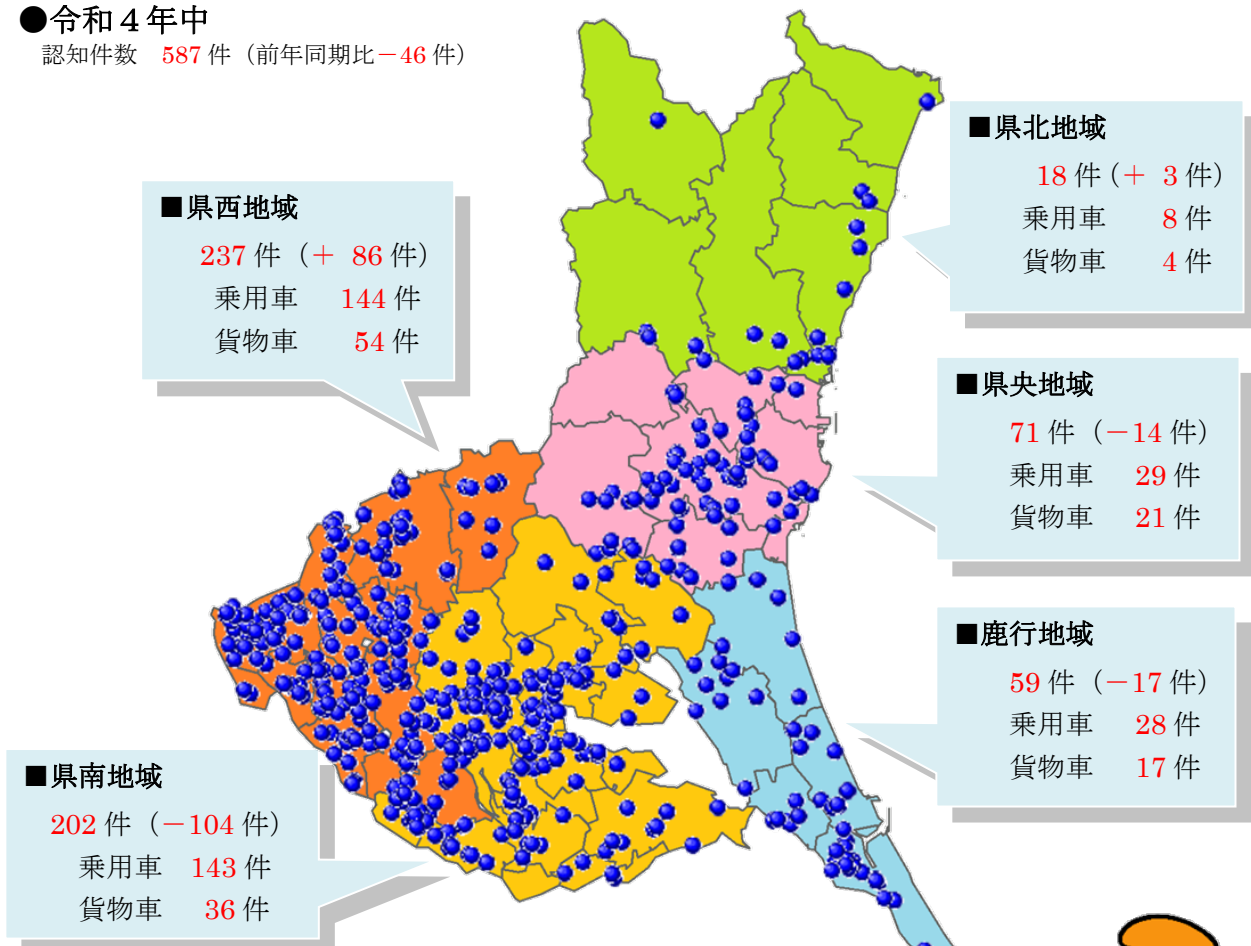 ●令和４年中
認知件数 587件（前年同期比－46件）
■県北地域
18件（＋ 3件）
乗用車 8件
貨物車 4件
■県西地域
237件（＋ 86件）
乗用車 144件
貨物車 54件
■県央地域
71件（－14件）
乗用車 29件
貨物車 21件
■鹿行地域
59件（－17件）
乗用車 28件
貨物車 17件
■県南地域
202件（－104件）
乗用車 143件
貨物車 36件